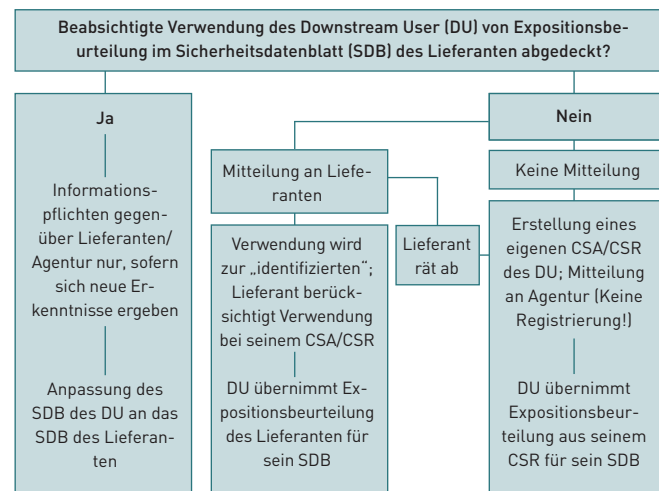 Beabsichtigte Verwendung des Downstream User (DU) von Expositionsbe-
urteilung im Sicherheitsdatenblatt (SDB) des Lieferanten abgedeckt?
Ja
Informations-
pflichten gegen-
über Lieferanten/
Agentur nur, sofern
sich neue Er-
kenntnisse ergeben
Anpassung des
SDB des DU an das
SDB des Lieferan-
ten
Nein
Mitteilung an Liefe-
ranten
Keine Mitteilung
Verwendung wird
zur „identifizierten“;
Lieferant berück-
sichtigt Verwendung
bei seinem CSA/CSR
DU übernimmt Ex-
positionsbeurteilung
des Lieferanten für
sein SDB
Lieferant
rät ab
Erstellung eines
eigenen CSA/CSR
des DU; Mitteilung
an Agentur (Keine
Registrierung!)
DU übernimmt
Expositionsbeur-
teilung aus seinem
CSR für sein SDB